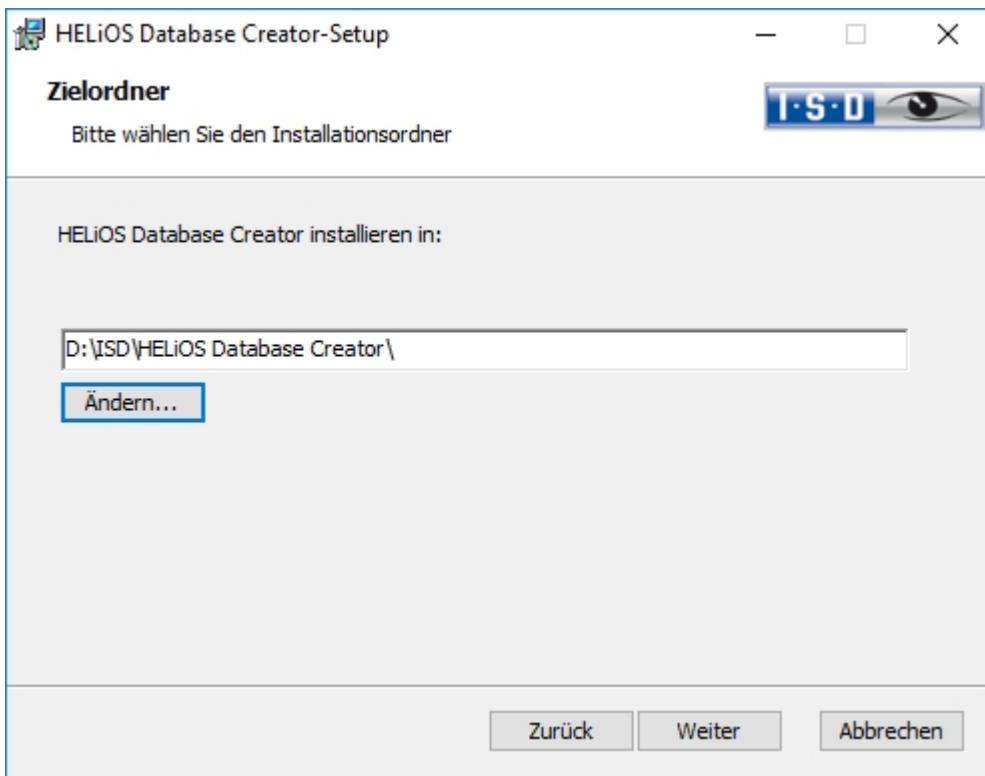 HELiOS Database Creator-Setup
Zielordner
I·S·D
Bitte wählen Sie den Installationsordner
HELiOS Database Creator installieren in:
D:\ISD\HELiOS Database Creator\
Ändern...
Zurück Weiter Abbrechen